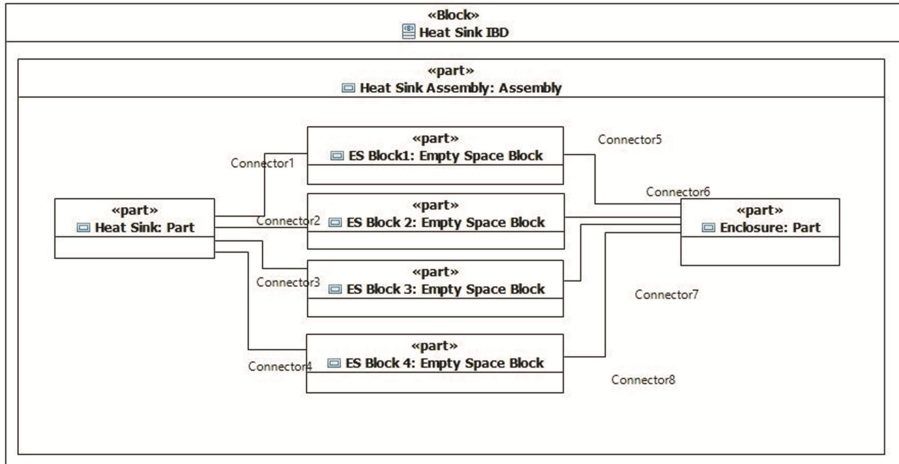 «Block»
Heat Sink IBD
«part»
Heat Sink Assembly: Assembly
«part»
ES Block1: Empty Space Block
Connector5
Connector1
«part»
ES Block 2: Empty Space Block
Connector6
«part»
Heat Sink: Part
Connector2
«part»
Enclosure: Part
«part»
ES Block 3: Empty Space Block
Connector3
Connector7
«part»
ES Block 4: Empty Space Block
Connector4
Connector8